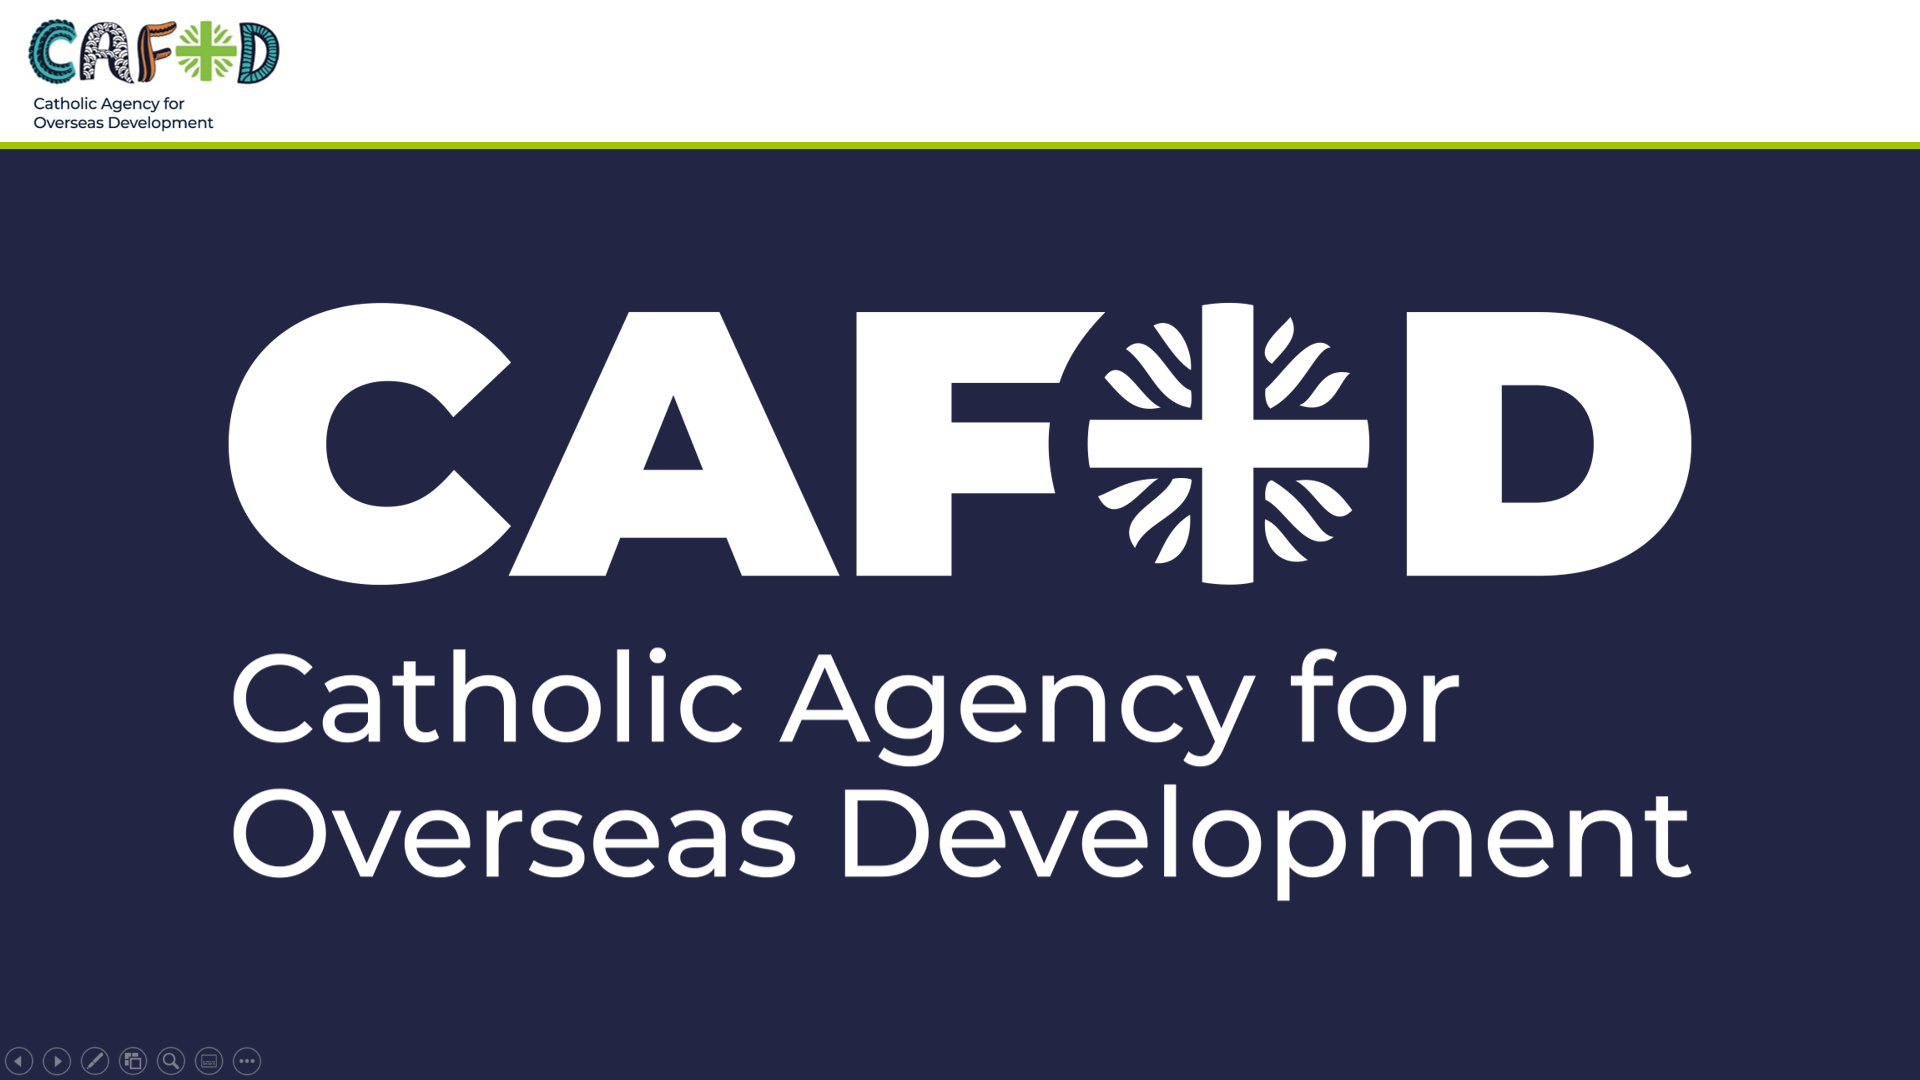 CAFOD
Catholic Agency for
Overseas Development
CAFOD
Catholic Agency for
Overseas Development